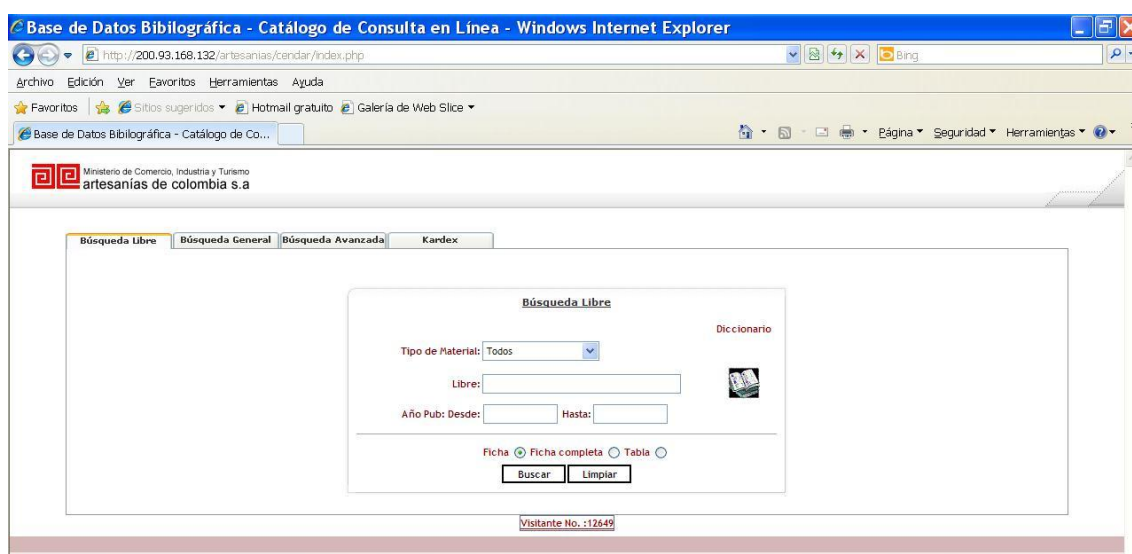 Base de Datos Bibilográfica - Catálogo de Consulta en Línea - Windows Internet Explorer
http://200.93.168.132/artesanias/cendar/index.php
Bing
Archivo Edición Ver Favoritos Herramientas Ayuda
Favoritos Sitios sugeridos Hotmail gratuito Galería de Web Slice
Base de Datos Bibilográfica - Catálogo de Co...
Página Seguridad Herramientas
Ministerio de Comercio, Industria y Turismo
artesanías de colombia s.a
Búsqueda Libre Búsqueda General Búsqueda Avanzada Kardex
Búsqueda Libre
Diccionario
Tipo de Material: Todos
Libre:
Año Pub: Desde: Hasta:
Ficha Ficha completa Tabla
Buscar Limpiar
Visitante No. :12649